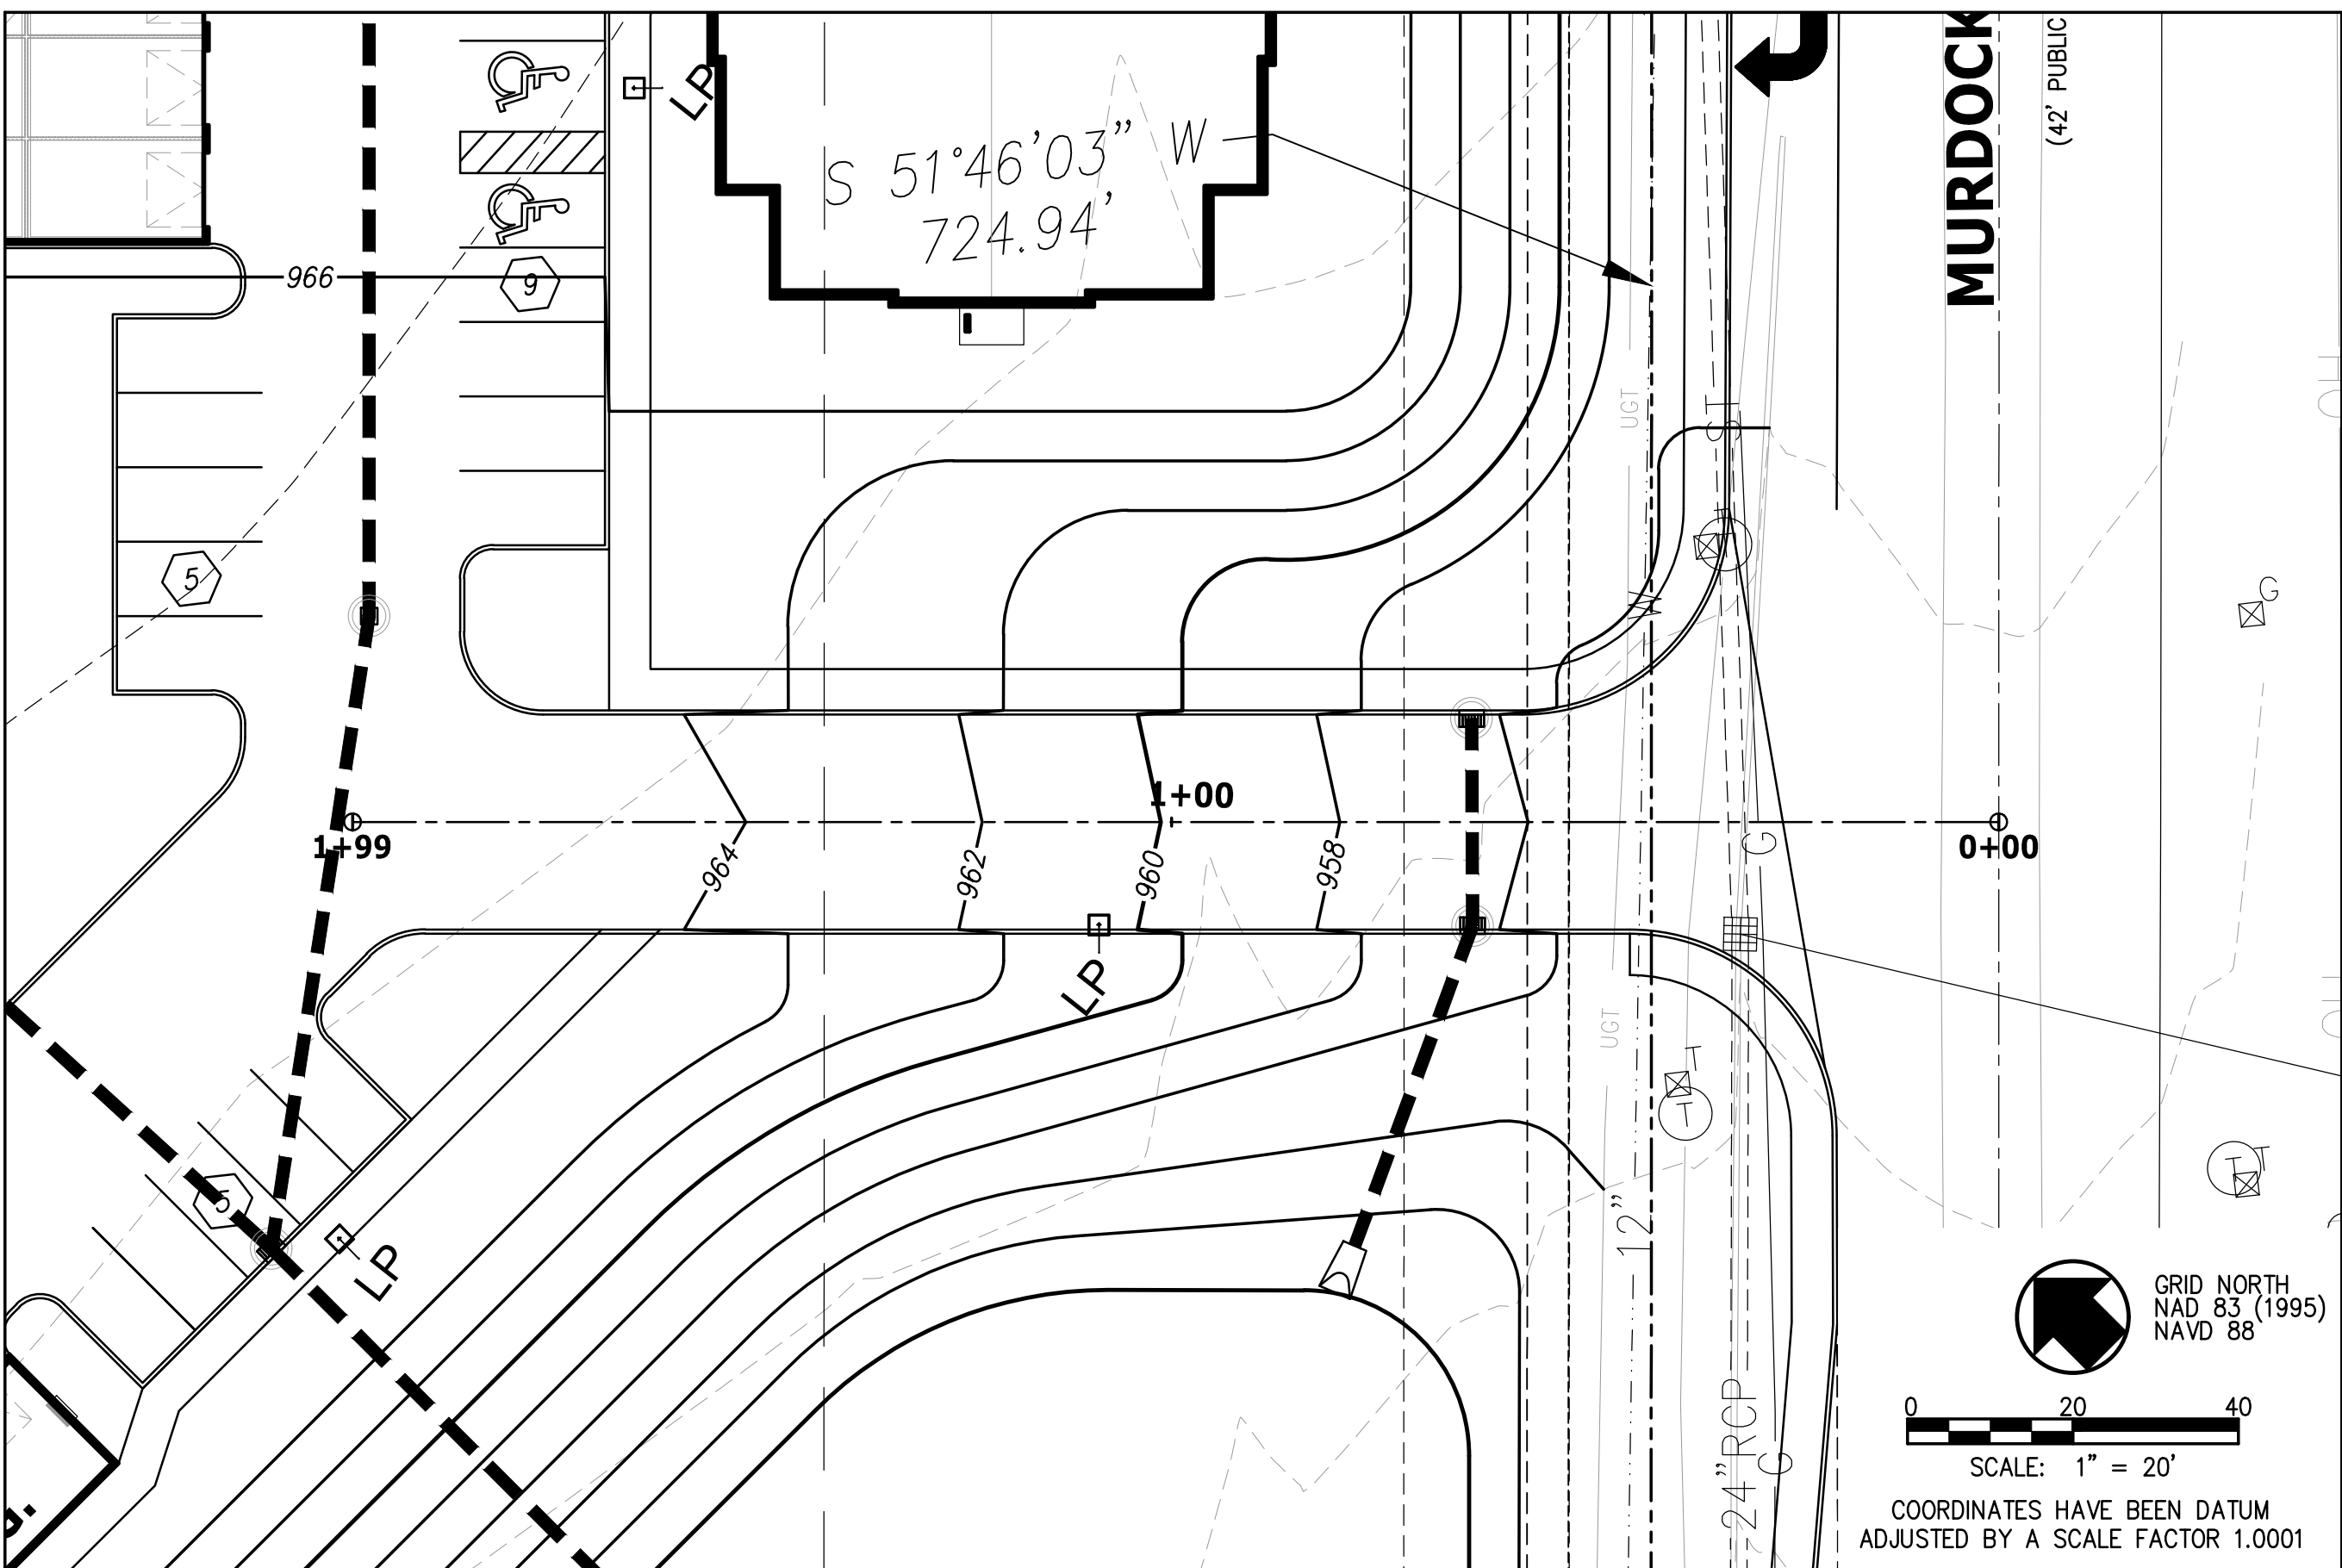 MURDOCK
(42' PUBLIC
LP
S 51°46'03" W
724.94'
966
9
UGT
ST
T
5
W
G
1+00
1+99
0+00
964
962
960
958
G
LP
UGT
T
T
T
T
5
LP
12"
GRID NORTH
NAD 83 (1995)
NAVD 88
0 20 40
SCALE: 1" = 20'
24" RCP
G
COORDINATES HAVE BEEN DATUM
ADJUSTED BY A SCALE FACTOR 1.0001